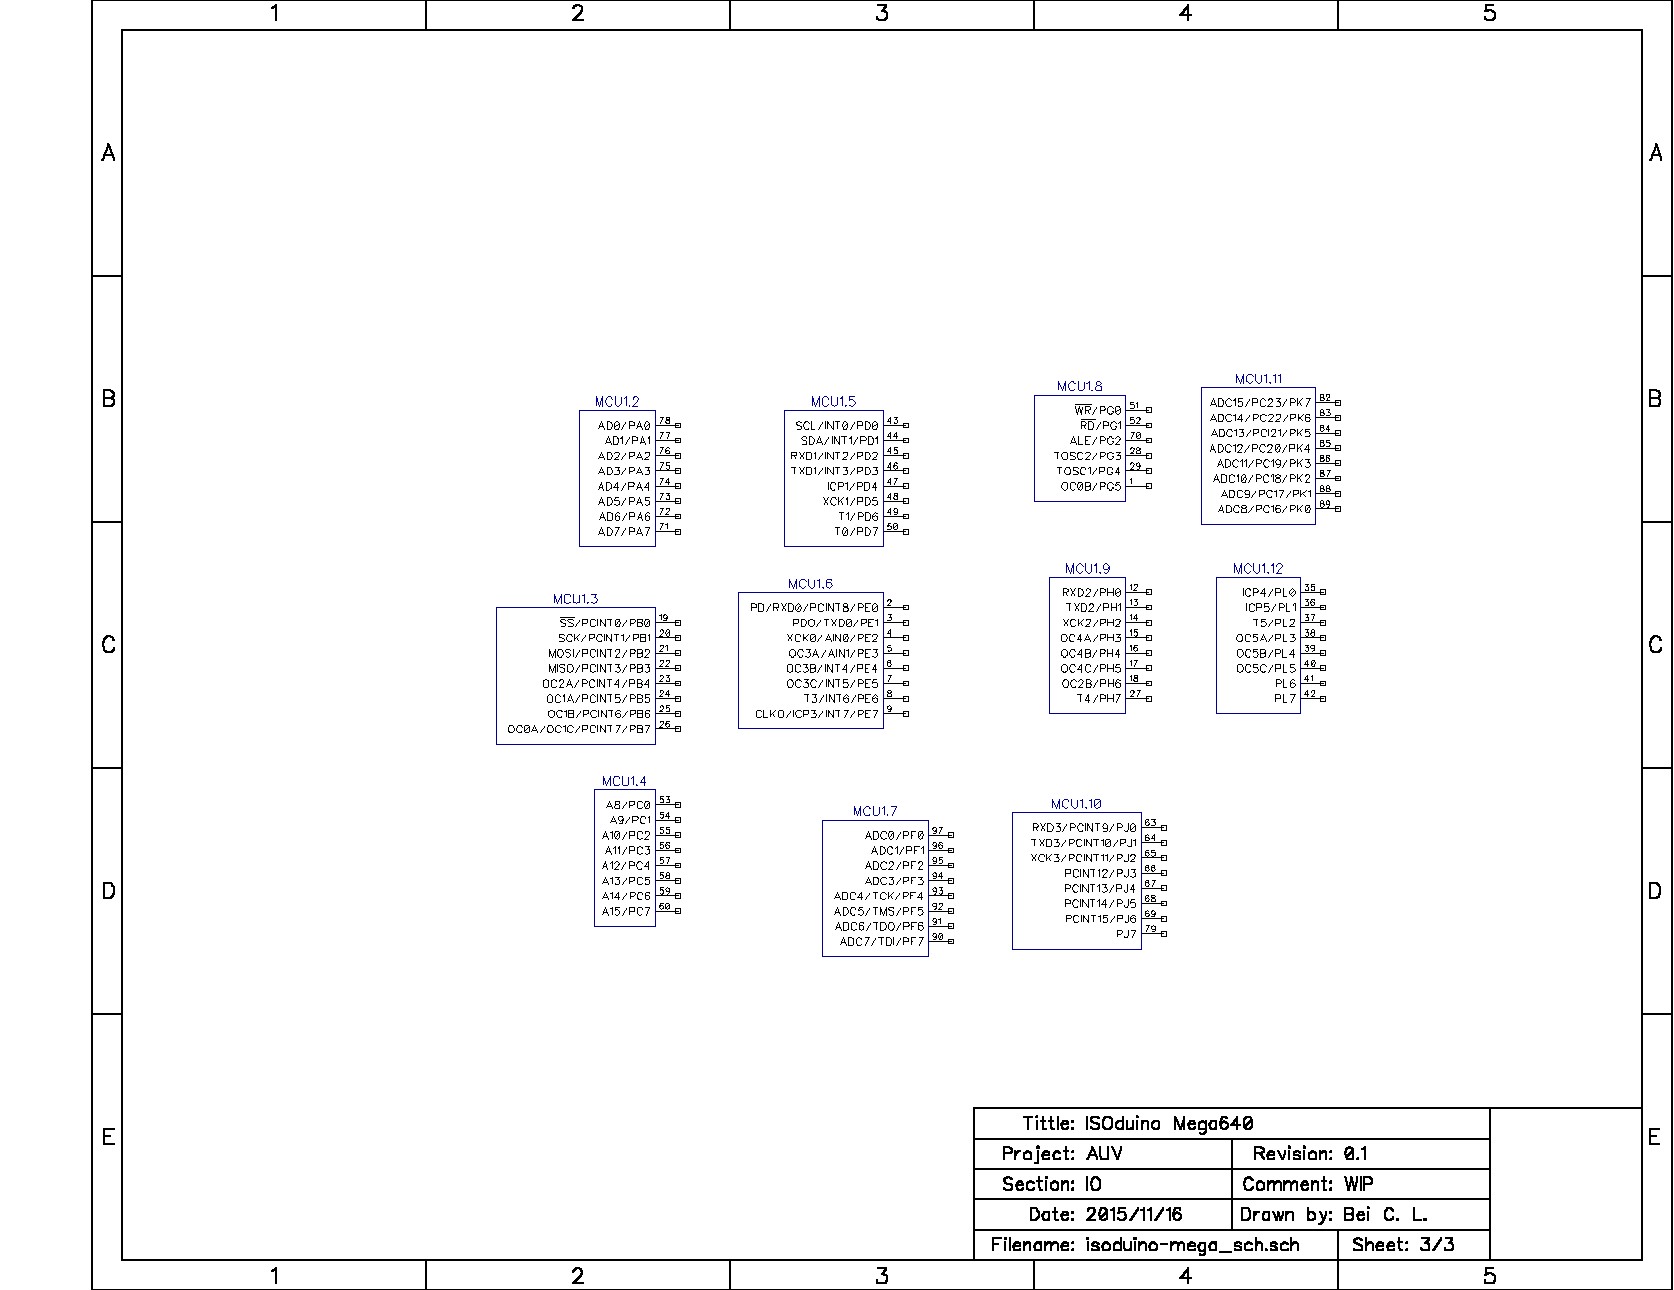 1 2 3 4 5
A A
B B
C C
D D
E E
MCU1.2
AD0/PA0 78
AD1/PA1 77
AD2/PA2 76
AD3/PA3 75
AD4/PA4 74
AD5/PA5 73
AD6/PA6 72
AD7/PA7 71
MCU1.5
SCL/INT0/PD0 43
SDA/INT1/PD1 44
RXD1/INT2/PD2 45
TXD1/INT3/PD3 46
ICP1/PD4 47
XCK1/PD5 48
T1/PD6 49
T0/PD7 50
MCU1.8
WR/PG0 51
RD/PG1 52
ALE/PG2 70
TOSC2/PG3 28
TOSC1/PG4 29
OC0B/PG5 1
MCU1.11
ADC15/PC23/PK7 82
ADC14/PC22/PK6 83
ADC13/PCI21/PK5 84
ADC12/PC20/PK4 85
ADC11/PC19/PK3 86
ADC10/PC18/PK2 87
ADC9/PC17/PK1 88
ADC8/PC16/PK0 89
MCU1.3
SS/PCINT0/PB0 19
SCK/PCINT1/PB1 20
MOSI/PCINT2/PB2 21
MISO/PCINT3/PB3 22
OC2A/PCINT4/PB4 23
OC1A/PCINT5/PB5 24
OC1B/PCINT6/PB6 25
OC0A/OC1C/PCINT7/PB7 26
MCU1.6
PD/RXD0/PCINT8/PE0 2
PDO/TXD0/PE1 3
XCK0/AIN0/PE2 4
OC3A/AIN1/PE3 5
OC3B/INT4/PE4 6
OC3C/INT5/PE5 7
T3/INT6/PE6 8
CLKO/ICP3/INT7/PE7 9
MCU1.9
RXD2/PH0 12
TXD2/PH1 13
XCK2/PH2 14
OC4A/PH3 15
OC4B/PH4 16
OC4C/PH5 17
OC2B/PH6 18
T4/PH7 27
MCU1.12
ICP4/PL0 35
ICP5/PL1 36
T5/PL2 37
OC5A/PL3 38
OC5B/PL4 39
OC5C/PL5 40
PL6 41
PL7 42
MCU1.4
A8/PC0 53
A9/PC1 54
A10/PC2 55
A11/PC3 56
A12/PC4 57
A13/PC5 58
A14/PC6 59
A15/PC7 60
MCU1.7
ADC0/PF0 97
ADC1/PF1 96
ADC2/PF2 95
ADC3/PF3 94
ADC4/TCK/PF4 93
ADC5/TMS/PF5 92
ADC6/TDO/PF6 91
ADC7/TDI/PF7 90
MCU1.10
RXD3/PCINT9/PJ0 63
TXD3/PCINT10/PJ1 64
XCK3/PCINT11/PJ2 65
PCINT12/PJ3 66
PCINT13/PJ4 67
PCINT14/PJ5 68
PCINT15/PJ6 69
PJ7 79
Tittle: ISOduino Mega640
Project: AUV Revision: 0.1
Section: IO Comment: WIP
Date: 2015/11/16 Drawn by: Bei C. L.
Filename: isoduino-mega_sch.sch Sheet: 3/3
1 2 3 4 5